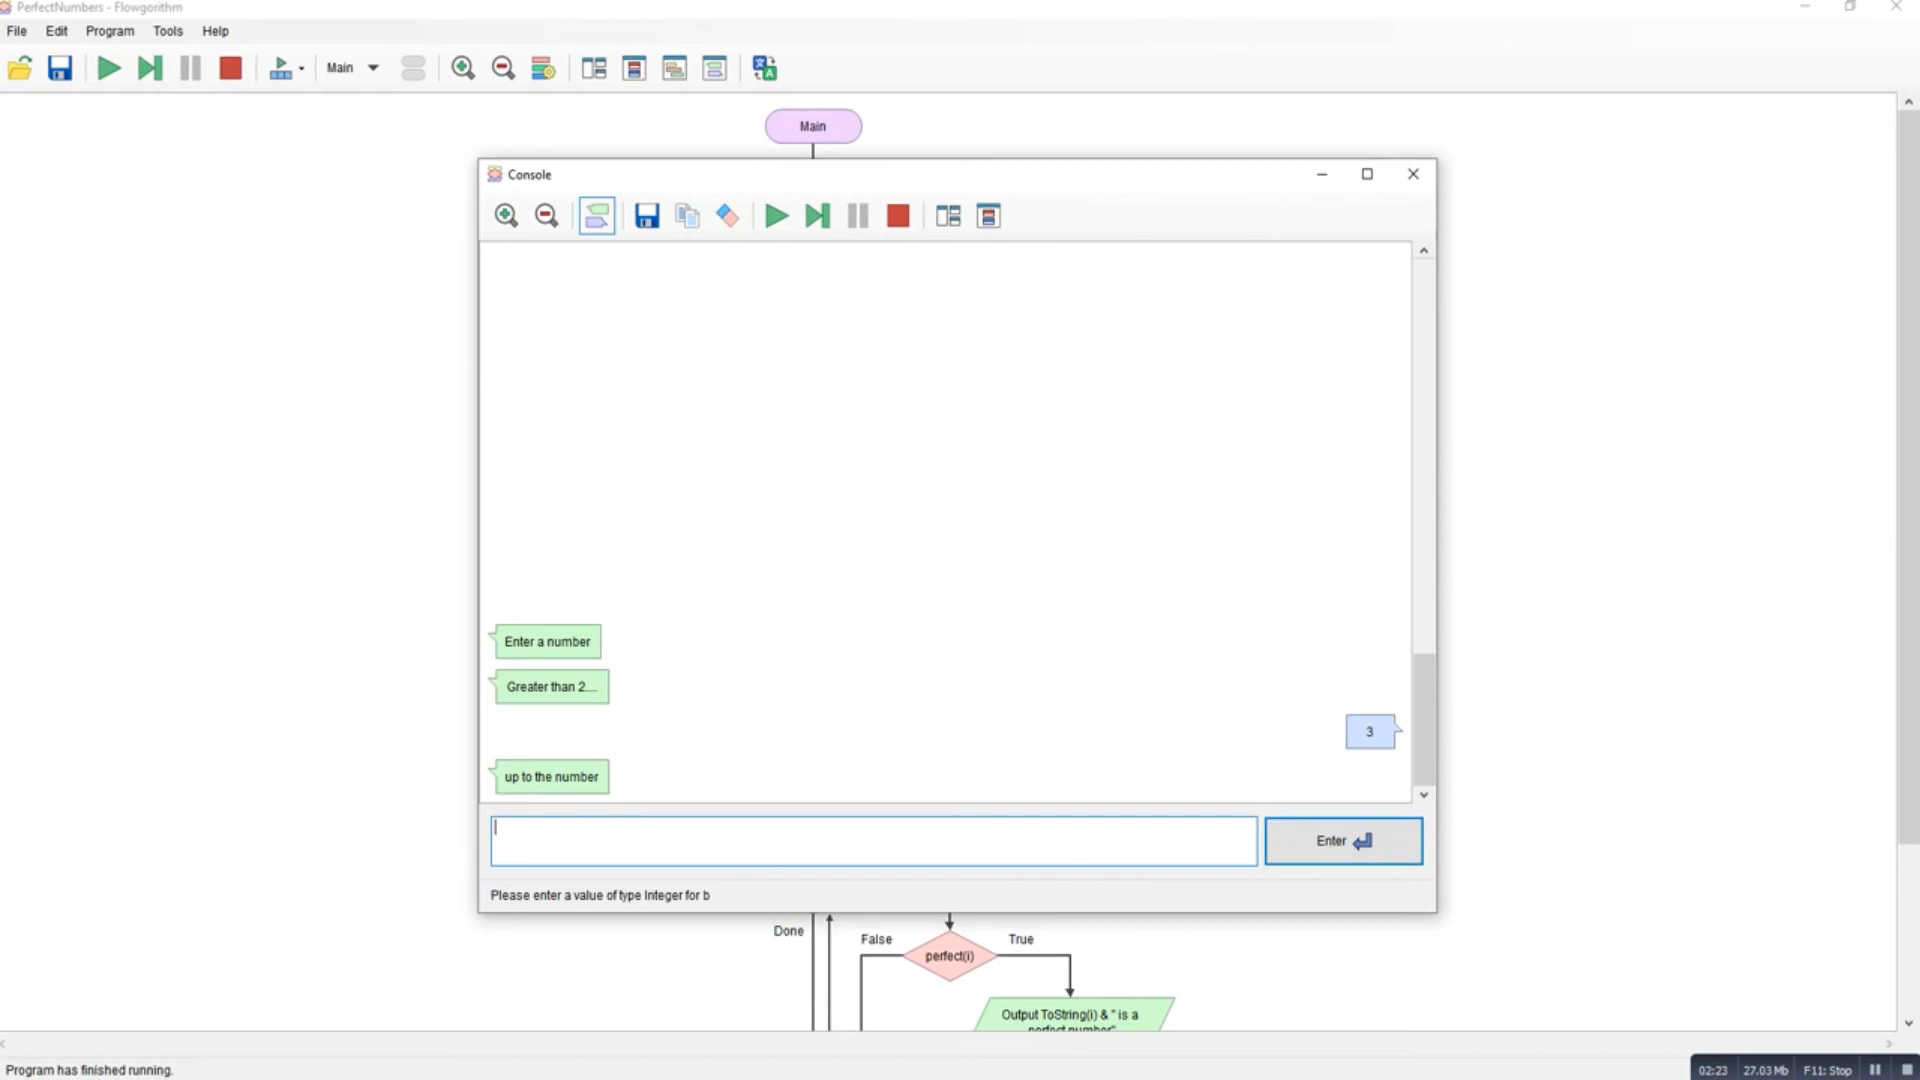 PerfectNumbers - Flowgorithm
File Edit Program Tools Help
Main
Main
Console
Enter a number
Greater than 2....
3
up to the number
Enter
Please enter a value of type Integer for b
Done
False
True
perfect(i)
Output ToString(i) & " is a
perfect number"
Program has finished running.
02:23 27.03 Mb F11: Stop